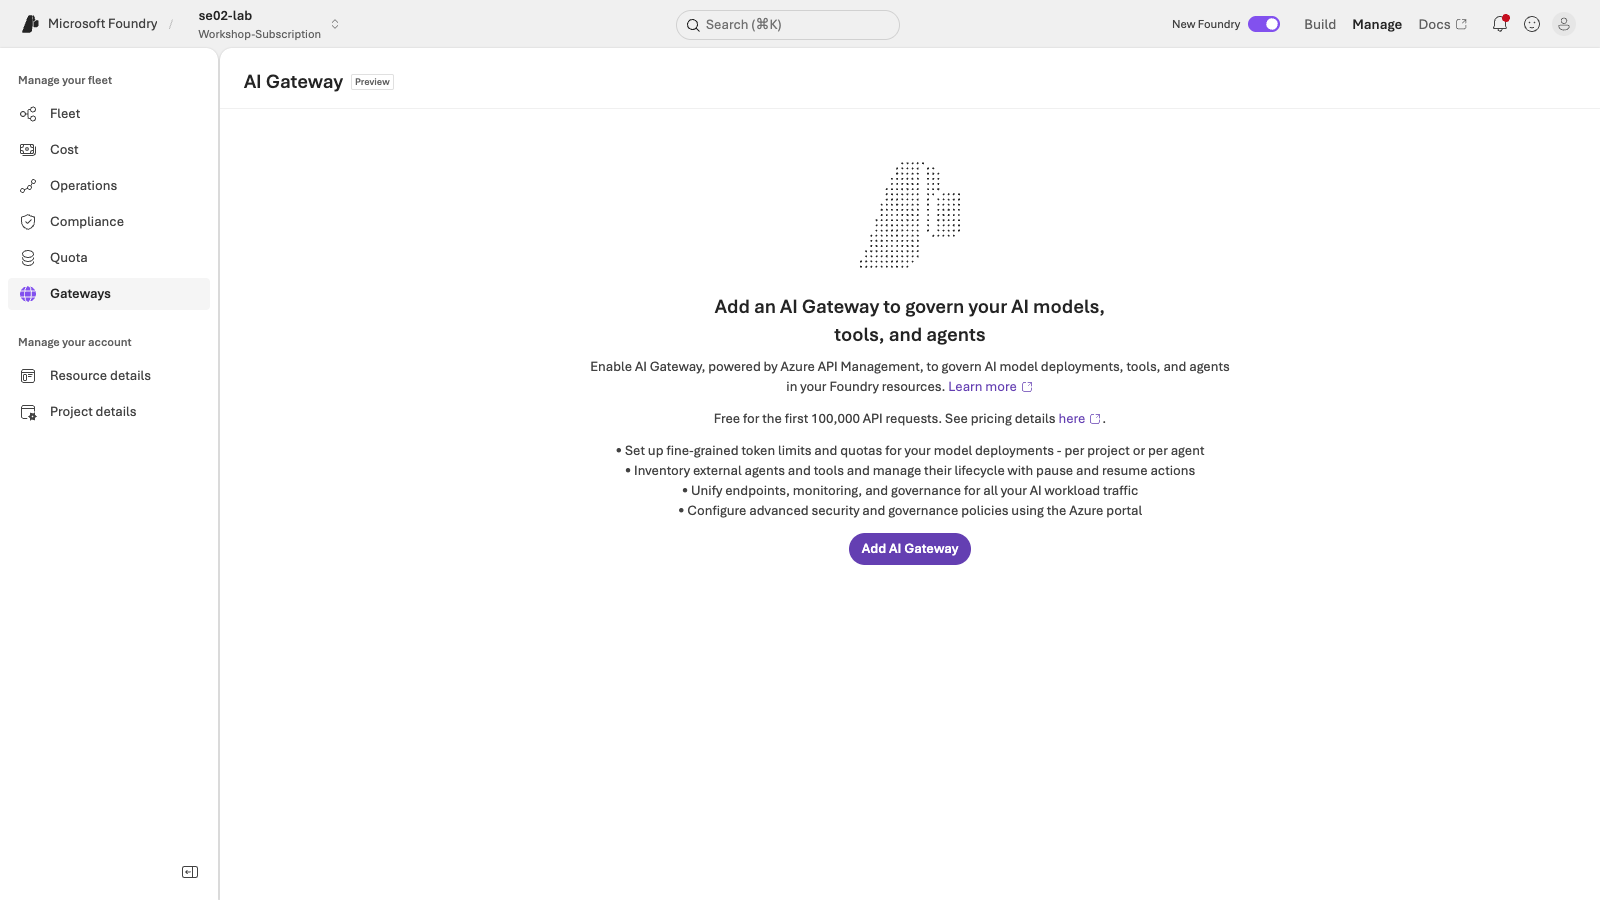 Microsoft Foundry / se02-lab
Workshop-Subscription
Search (⌘K)
New Foundry
Build
Manage
Docs
Manage your fleet
Fleet
Cost
Operations
Compliance
Quota
Gateways
Manage your account
Resource details
Project details
AI Gateway Preview
Add an AI Gateway to govern your AI models,
tools, and agents
Enable AI Gateway, powered by Azure API Management, to govern AI model deployments, tools, and agents
in your Foundry resources. Learn more
Free for the first 100,000 API requests. See pricing details here .
• Set up fine-grained token limits and quotas for your model deployments - per project or per agent
• Inventory external agents and tools and manage their lifecycle with pause and resume actions
• Unify endpoints, monitoring, and governance for all your AI workload traffic
• Configure advanced security and governance policies using the Azure portal
Add AI Gateway